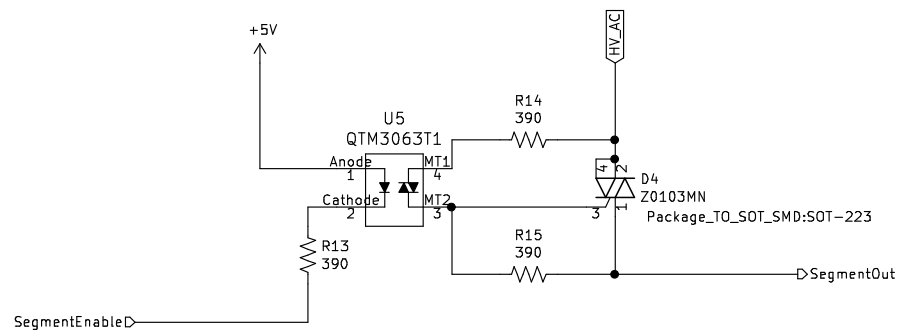 +5V
HV_AC
R14
390
U5
QTM3063T1
Anode
MT1
1
4
4
2
D4
Z0103MN
Cathode
MT2
2
3
3
1
Package_TO_SOT_SMD:SOT-223
R13
390
R15
390
SegmentOut
SegmentEnable